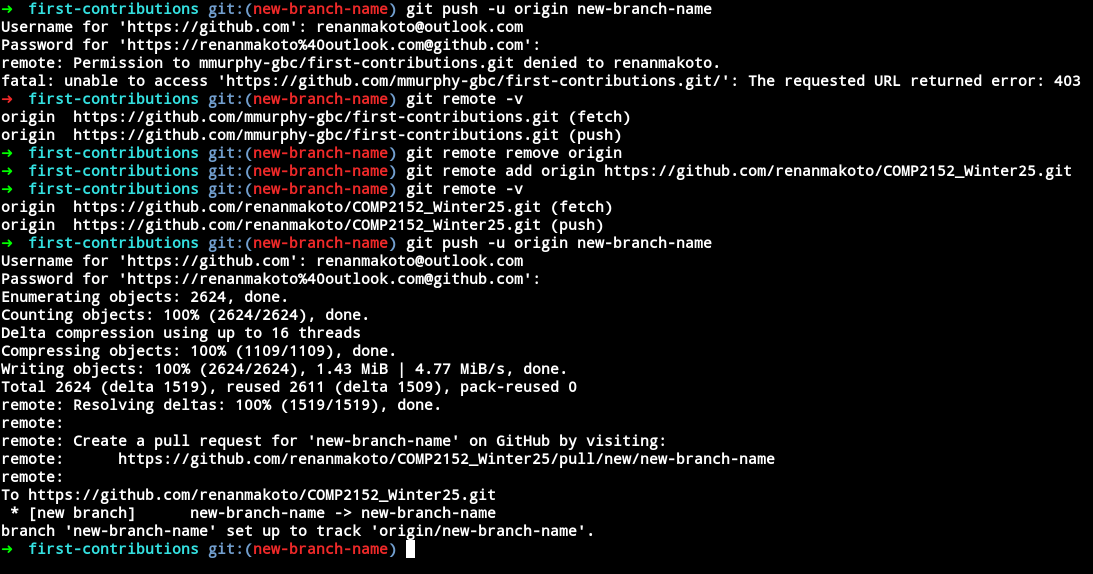 ➜  first-contributions git:(new-branch-name) git push -u origin new-branch-name
Username for 'https://github.com': renanmakoto@outlook.com
Password for 'https://renanmakoto%40outlook.com@github.com':
remote: Permission to mmurphy-gbc/first-contributions.git denied to renanmakoto.
fatal: unable to access 'https://github.com/mmurphy-gbc/first-contributions.git/': The requested URL returned error: 403
➜  first-contributions git:(new-branch-name) git remote -v
origin  https://github.com/mmurphy-gbc/first-contributions.git (fetch)
origin  https://github.com/mmurphy-gbc/first-contributions.git (push)
➜  first-contributions git:(new-branch-name) git remote remove origin
➜  first-contributions git:(new-branch-name) git remote add origin https://github.com/renanmakoto/COMP2152_Winter25.git
➜  first-contributions git:(new-branch-name) git remote -v
origin  https://github.com/renanmakoto/COMP2152_Winter25.git (fetch)
origin  https://github.com/renanmakoto/COMP2152_Winter25.git (push)
➜  first-contributions git:(new-branch-name) git push -u origin new-branch-name
Username for 'https://github.com': renanmakoto@outlook.com
Password for 'https://renanmakoto%40outlook.com@github.com':
Enumerating objects: 2624, done.
Counting objects: 100% (2624/2624), done.
Delta compression using up to 16 threads
Compressing objects: 100% (1109/1109), done.
Writing objects: 100% (2624/2624), 1.43 MiB | 4.77 MiB/s, done.
Total 2624 (delta 1519), reused 2611 (delta 1509), pack-reused 0
remote: Resolving deltas: 100% (1519/1519), done.
remote:
remote: Create a pull request for 'new-branch-name' on GitHub by visiting:
remote:      https://github.com/renanmakoto/COMP2152_Winter25/pull/new/new-branch-name
remote:
To https://github.com/renanmakoto/COMP2152_Winter25.git
 * [new branch]      new-branch-name -> new-branch-name
branch 'new-branch-name' set up to track 'origin/new-branch-name'.
➜  first-contributions git:(new-branch-name)